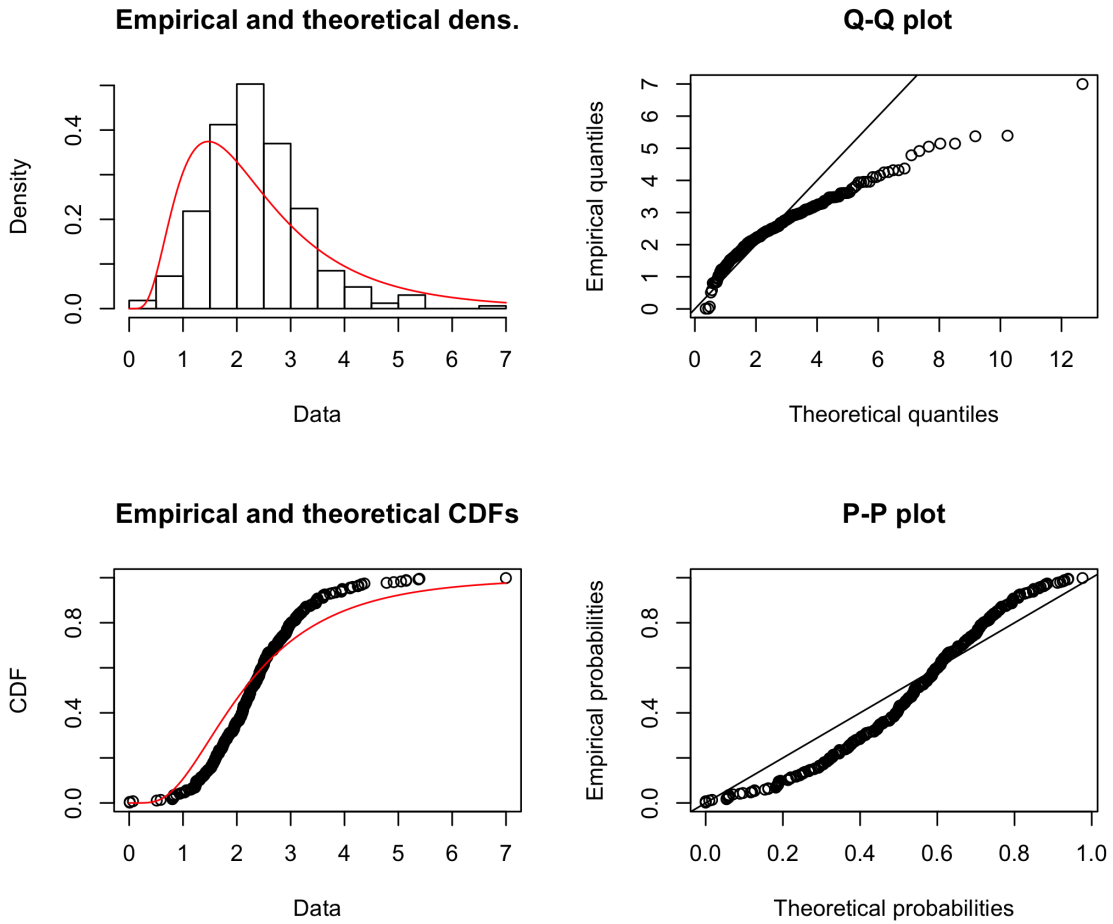 Empirical and theoretical dens.
Density
0.0
0.2
0.4
0 1 2 3 4 5 6 7
Data
Q-Q plot
Empirical quantiles
0 1 2 3 4 5 6 7
0 2 4 6 8 10 12
Theoretical quantiles
Empirical and theoretical CDFs
CDF
0.0 0.4 0.8
0 1 2 3 4 5 6 7
Data
P-P plot
Empirical probabilities
0.0 0.4 0.8
0.0 0.2 0.4 0.6 0.8 1.0
Theoretical probabilities